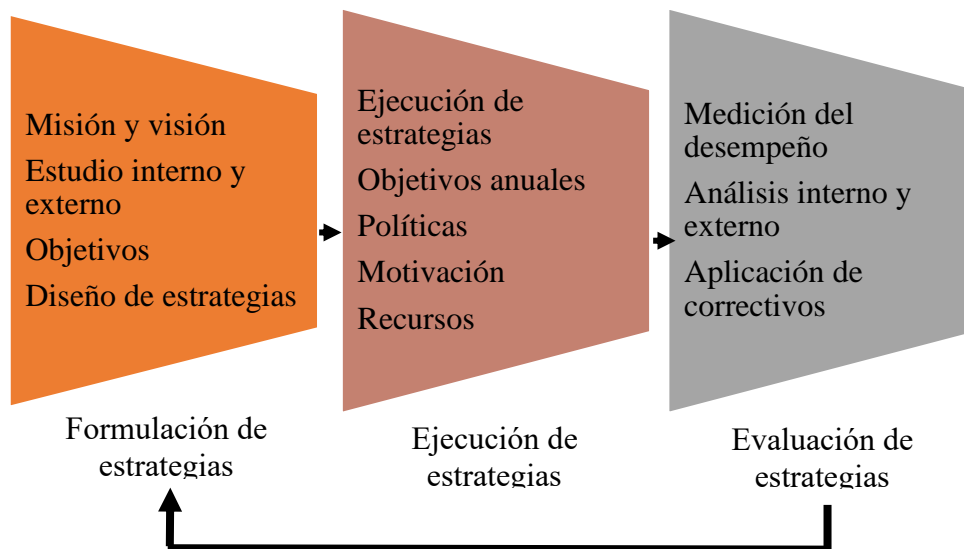 Misión y visión
Estudio interno y
externo
Objetivos
Diseño de estrategias
Ejecución de
estrategias
Objetivos anuales
Políticas
Motivación
Recursos
Medición del
desempeño
Análisis interno y
externo
Aplicación de
correctivos
Formulación de
estrategias
Ejecución de
estrategias
Evaluación de
estrategias